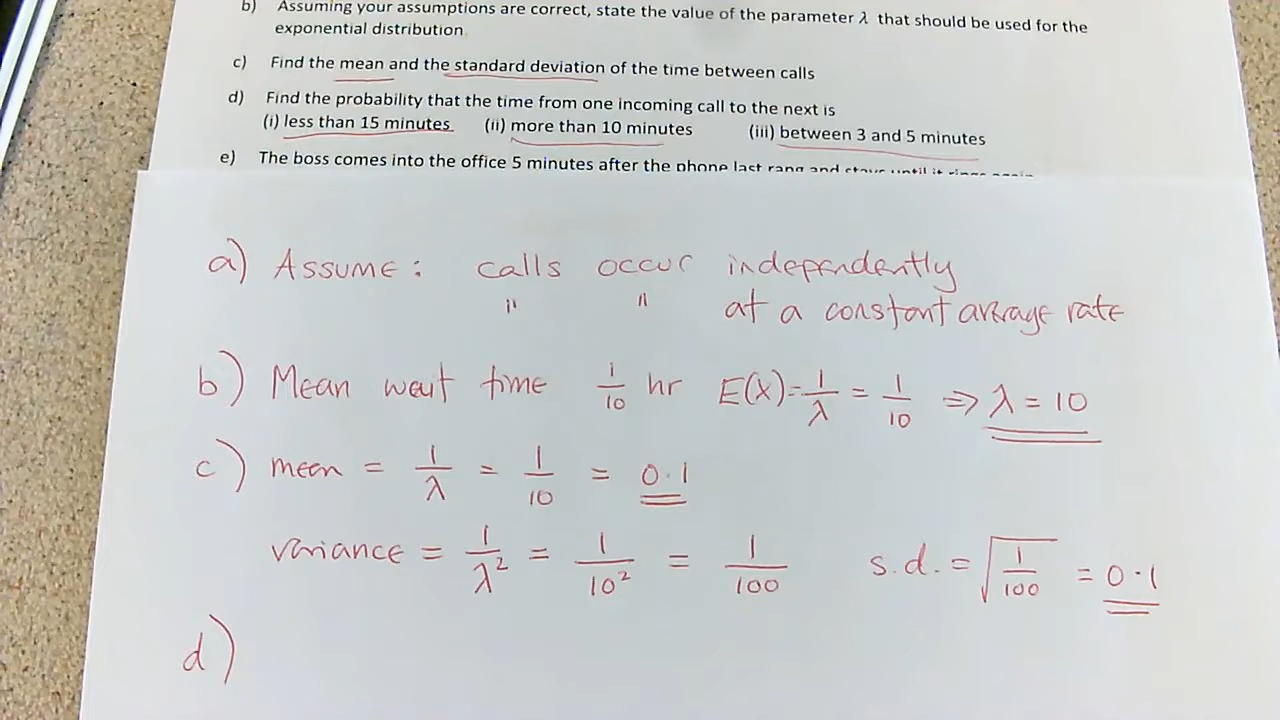 b) Assuming your assumptions are correct, state the value of the parameter λ that should be used for the
exponential distribution
c) Find the mean and the standard deviation of the time between calls
d) Find the probability that the time from one incoming call to the next is
(i) less than 15 minutes (ii) more than 10 minutes (iii) between 3 and 5 minutes
e) The boss comes into the office 5 minutes after the phone last rang and stays until it rings again
a) Assume: calls occur independently
" " at a constant average rate
b) Mean wait time 1/10 hr E(X)=1/λ = 1/10 ⇒ λ = 10
c) mean = 1/λ = 1/10 = 0·1
variance = 1/λ² = 1/10² = 1/100 s.d. = √(1/100) = 0·1
d)